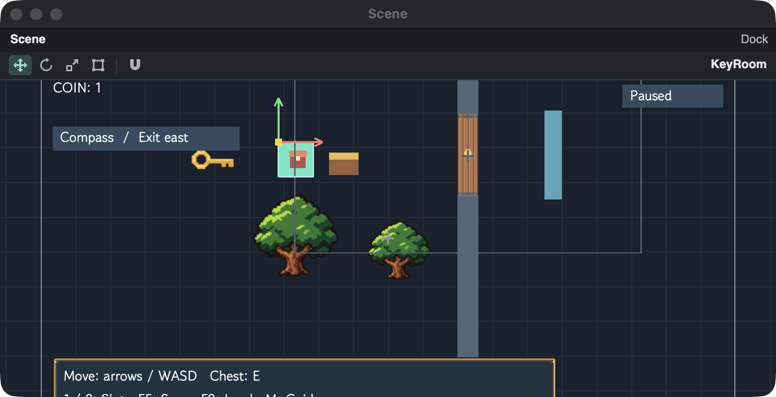 Scene
Scene
Dock
KeyRoom
COIN: 1
Paused
Compass / Exit east
Move: arrows / WASD Chest: E